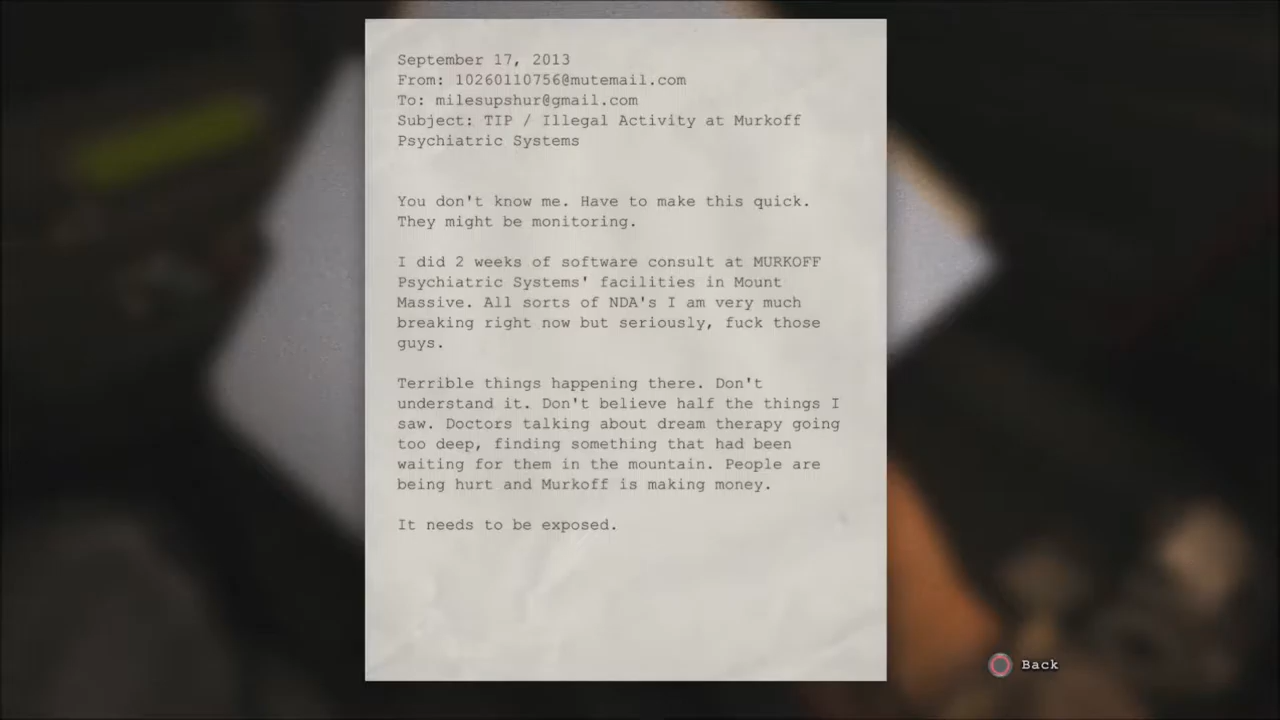 September 17, 2013
From: 10260110756@mutemail.com
To: milesupshur@gmail.com
Subject: TIP / Illegal Activity at Murkoff
Psychiatric Systems
You don't know me. Have to make this quick.
They might be monitoring.
I did 2 weeks of software consult at MURKOFF
Psychiatric Systems' facilities in Mount
Massive. All sorts of NDA's I am very much
breaking right now but seriously, fuck those
guys.
Terrible things happening there. Don't
understand it. Don't believe half the things I
saw. Doctors talking about dream therapy going
too deep, finding something that had been
waiting for them in the mountain. People are
being hurt and Murkoff is making money.
It needs to be exposed.
Back